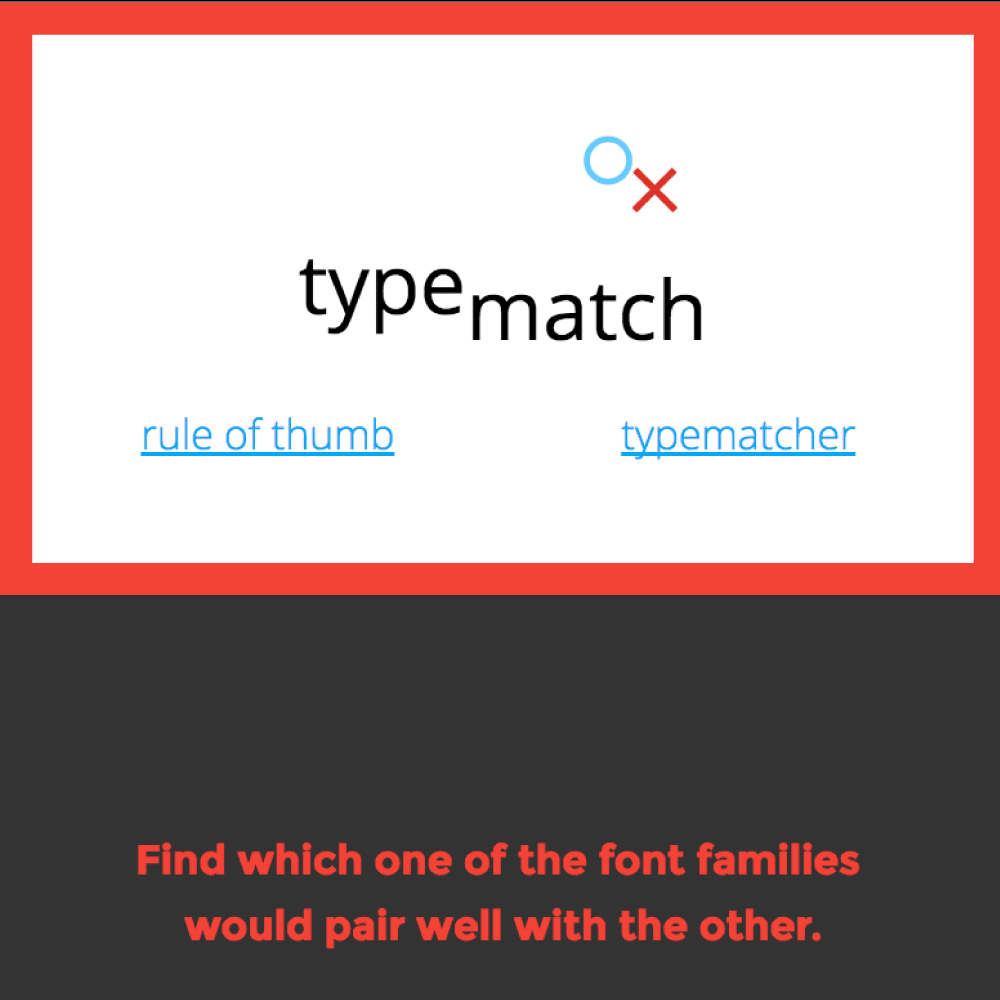 typematch
rule of thumb
typematcher
Find which one of the font families
would pair well with the other.